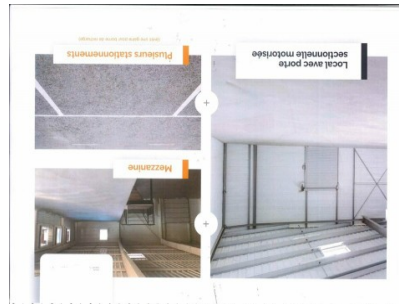 Mezzanine
Local avec porte
sectionnelle motorisée
Plusieurs stationnements